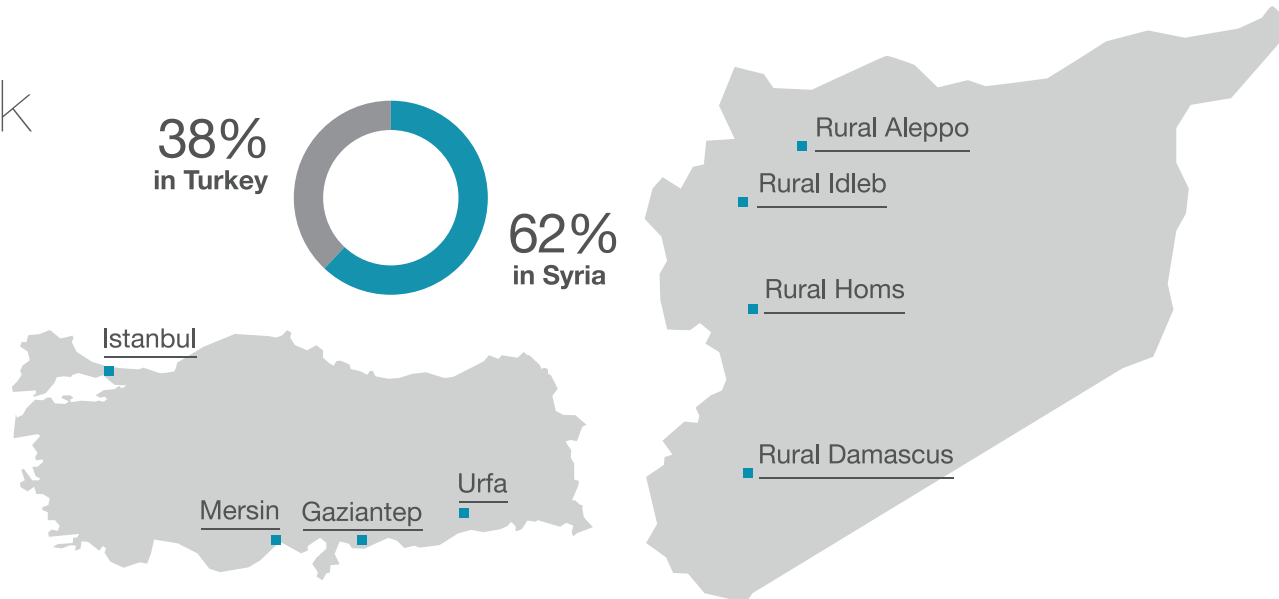 k
38%
in Turkey
62%
in Syria
Rural Aleppo
Rural Idleb
Rural Homs
Rural Damascus
Istanbul
Mersin
Gaziantep
Urfa